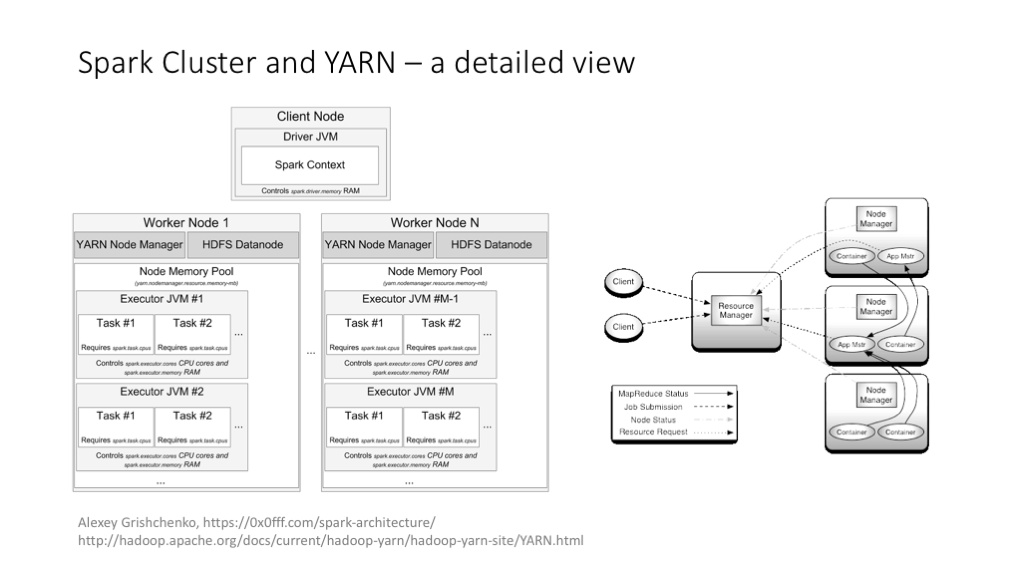 Spark Cluster and YARN – a detailed view
Client Node
Driver JVM
Spark Context
Controls spark.driver.memory RAM
Worker Node 1
YARN Node Manager
HDFS Datanode
Node Memory Pool
(yarn.nodemanager.resource.memory-mb)
Executor JVM #1
Task #1
Task #2
...
Requires spark.task.cpus
Requires spark.task.cpus
Controls spark.executor.cores CPU cores and
spark.executor.memory RAM
Executor JVM #2
Task #1
Task #2
...
Requires spark.task.cpus
Requires spark.task.cpus
Controls spark.executor.cores CPU cores and
spark.executor.memory RAM
...
...
Worker Node N
YARN Node Manager
HDFS Datanode
Node Memory Pool
(yarn.nodemanager.resource.memory-mb)
Executor JVM #M-1
Task #1
Task #2
...
Requires spark.task.cpus
Requires spark.task.cpus
Controls spark.executor.cores CPU cores and
spark.executor.memory RAM
Executor JVM #M
Task #1
Task #2
...
Requires spark.task.cpus
Requires spark.task.cpus
Controls spark.executor.cores CPU cores and
spark.executor.memory RAM
...
Client
Client
Resource
Manager
Node
Manager
Container
App Mstr
Node
Manager
App Mstr
Container
Node
Manager
Container
Container
MapReduce Status
Job Submission
Node Status
Resource Request
Alexey Grishchenko, https://0x0fff.com/spark-architecture/
http://hadoop.apache.org/docs/current/hadoop-yarn/hadoop-yarn-site/YARN.html